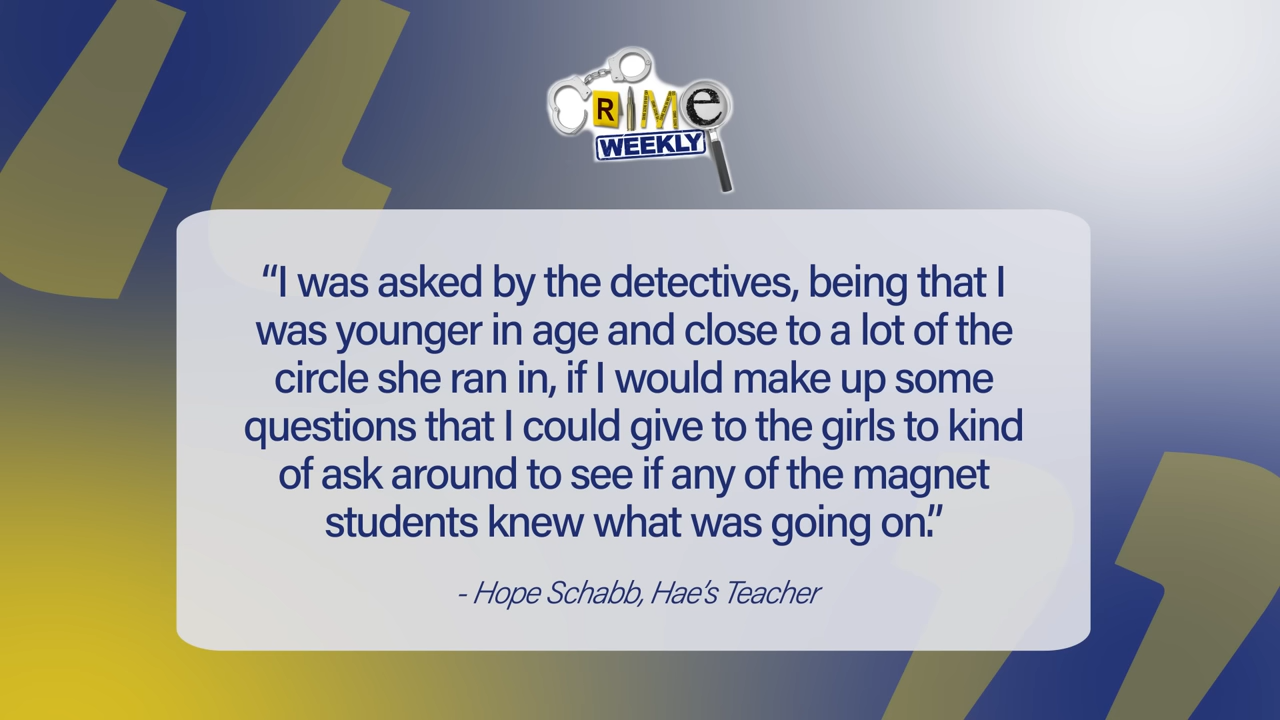 CRIME
WEEKLY
“I was asked by the detectives, being that I
was younger in age and close to a lot of the
circle she ran in, if I would make up some
questions that I could give to the girls to kind
of ask around to see if any of the magnet
students knew what was going on.”
- Hope Schabb, Hae's Teacher